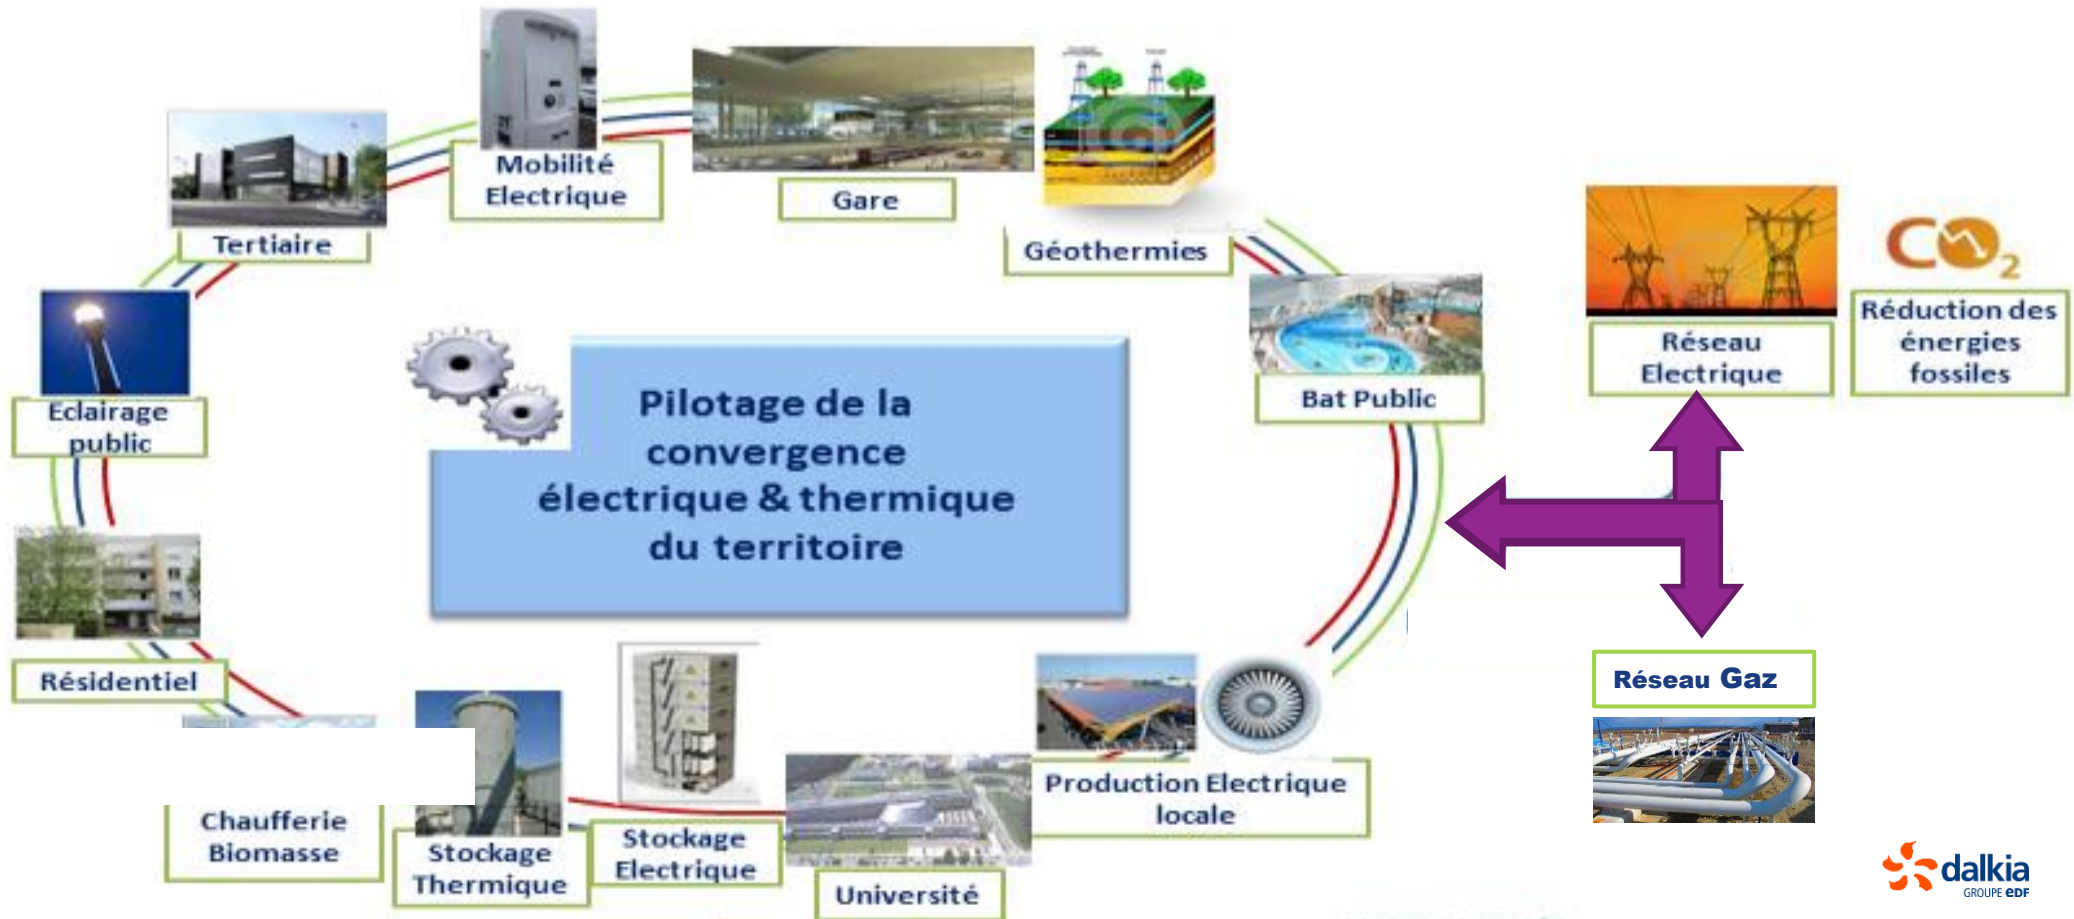 Mobilité
Electrique
Gare
Géothermies
Tertiaire
Eclairage
public
Résidentiel
Chaufferie
Biomasse
Stockage
Thermique
Stockage
Electrique
Université
Production Electrique
locale
Bat Public
Pilotage de la
convergence
électrique & thermique
du territoire
Réseau
Electrique
CO2
Réduction des
énergies
fossiles
Réseau Gaz
dalkia
GROUPE eDF